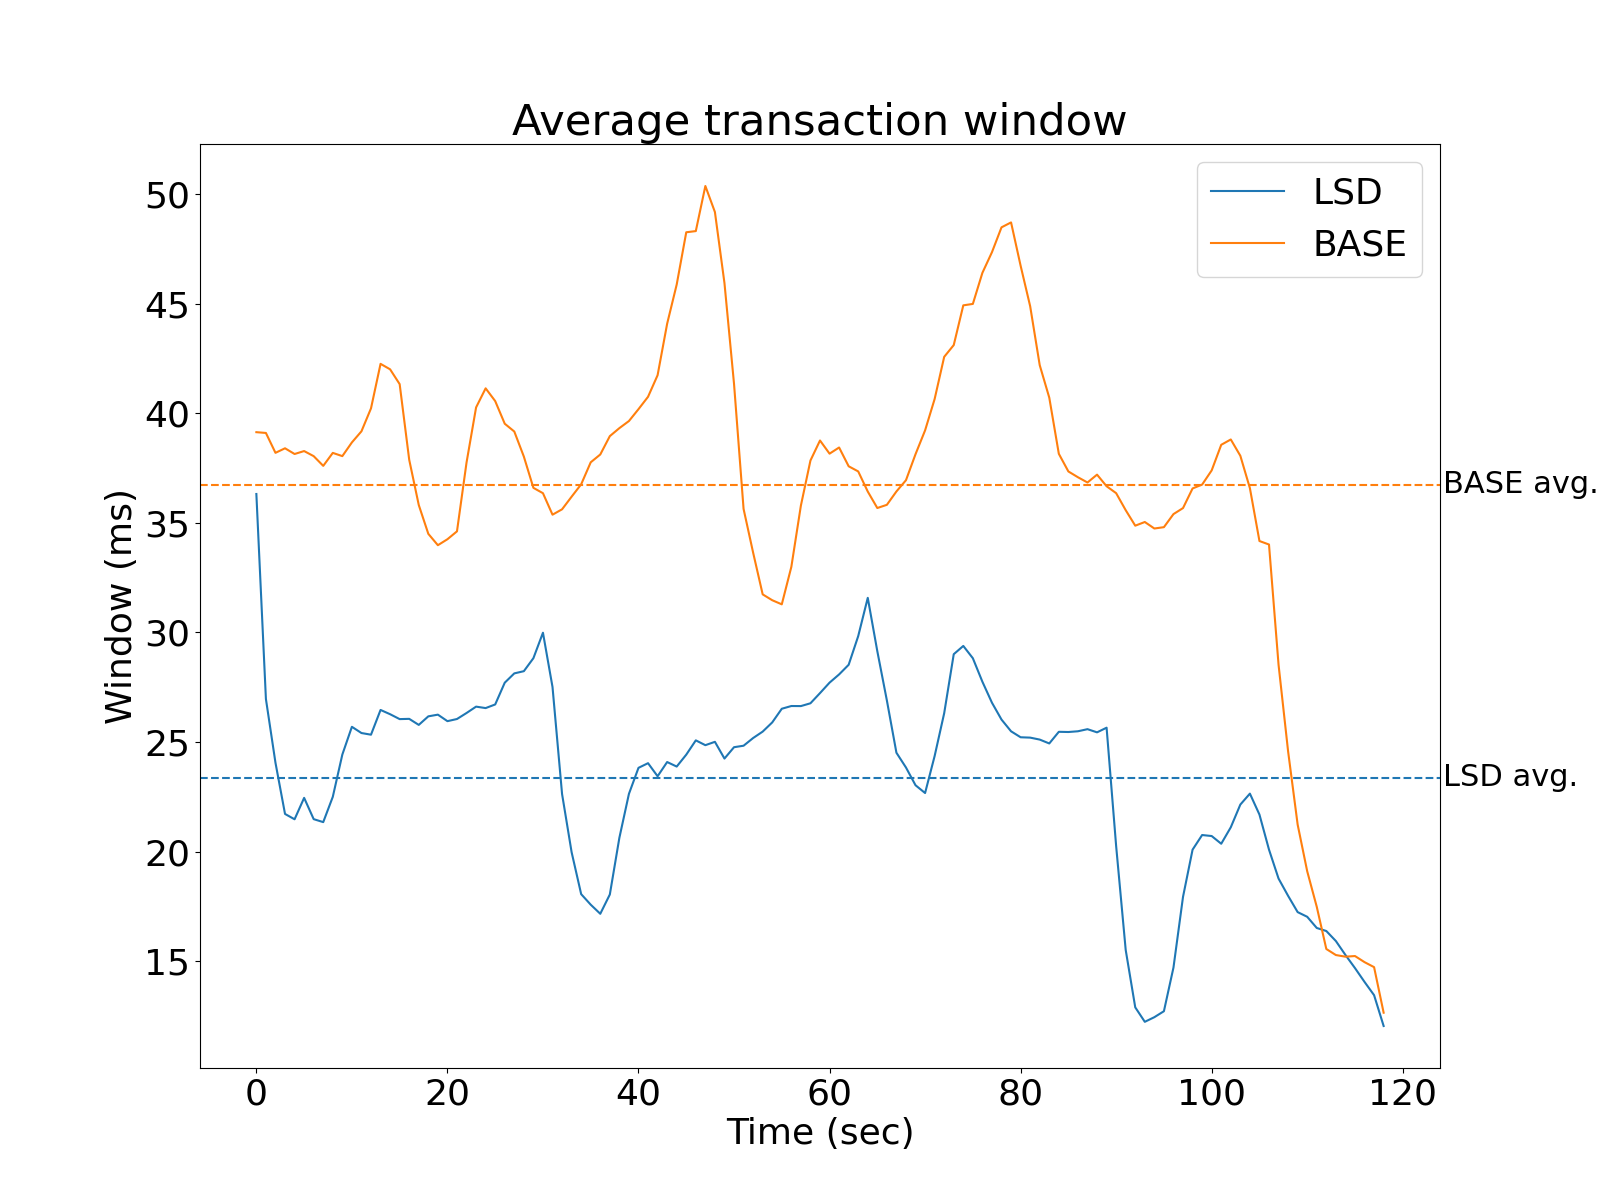 Average transaction window
LSD
BASE
50
45
40
35
30
25
20
15
Window (ms)
BASE avg.
LSD avg.
0 20 40 60 80 100 120
Time (sec)